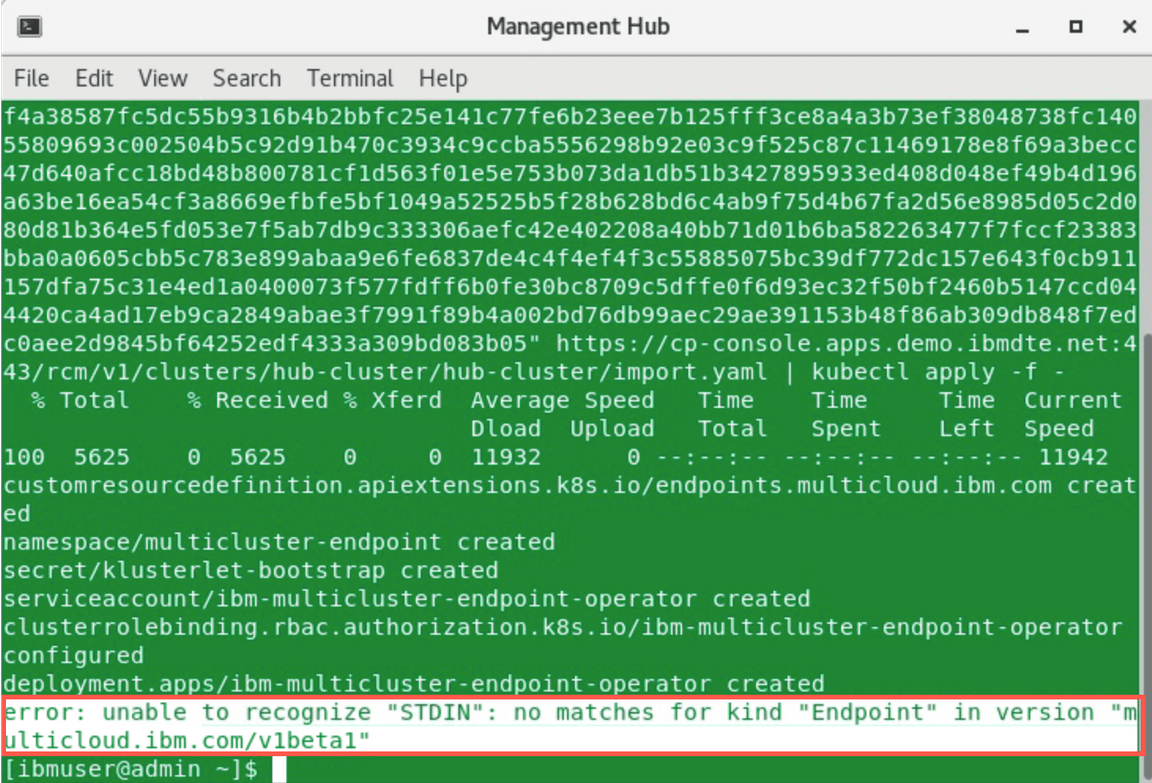 Management Hub
File Edit View Search Terminal Help
f4a38587fc5dc55b9316b4b2bbfc25e141c77fe6b23eee7b125fff3ce8a4a3b73ef38048738fc140
55809693c002504b5c92d91b470c3934c9ccba5556298b92e03c9f525c87c11469178e8f69a3becc
47d640afcc18bd48b800781cf1d563f01e5e753b073da1db51b3427895933ed408d048ef49b4d196
a63be16ea54cf3a8669efbfe5bf1049a52525b5f28b628bd6c4ab9f75d4b67fa2d56e8985d05c2d0
80d81b364e5fd053e7f5ab7db9c333306aefc42e402208a40bb71d01b6ba582263477f7fccf23383
bba0a0605cbb5c783e899abaa9e6fe6837de4c4f4ef4f3c55885075bc39df772dc157e643f0cb911
157dfa75c31e4ed1a0400073f577fdff6b0fe30bc8709c5dffe0f6d93ec32f50bf2460b5147ccd04
4420ca4ad17eb9ca2849abae3f7991f89b4a002bd76db99aec29ae391153b48f86ab309db848f7ed
c0aee2d9845bf64252edf4333a309bd083b05" https://cp-console.apps.demo.ibmdte.net:4
43/rcm/v1/clusters/hub-cluster/hub-cluster/import.yaml | kubectl apply -f -
% Total % Received % Xferd Average Speed Time Time Time Current
Dload Upload Total Spent Left Speed
100 5625 0 5625 0 0 11932 0 --:--:-- --:--:-- --:--:-- 11942
customresourcedefinition.apiextensions.k8s.io/endpoints.multicloud.ibm.com creat
ed
namespace/multicluster-endpoint created
secret/klusterlet-bootstrap created
serviceaccount/ibm-multicluster-endpoint-operator created
clusterrolebinding.rbac.authorization.k8s.io/ibm-multicluster-endpoint-operator
configured
deployment.apps/ibm-multicluster-endpoint-operator created
error: unable to recognize "STDIN": no matches for kind "Endpoint" in version "m
ulticloud.ibm.com/v1beta1"
[ibmuser@admin ~]$